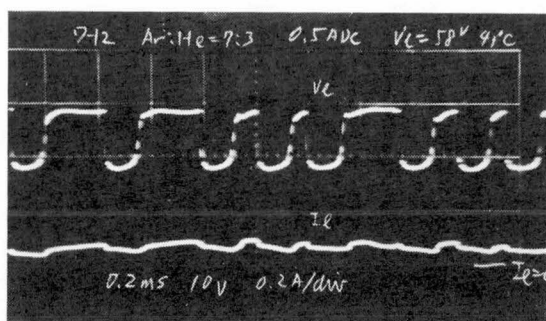 7-12 Ar:He=7:3 0.5ADC Vℓ=58V 41°C
Vℓ
Iℓ
0.2ms 10V 0.2A/div
Iℓ=